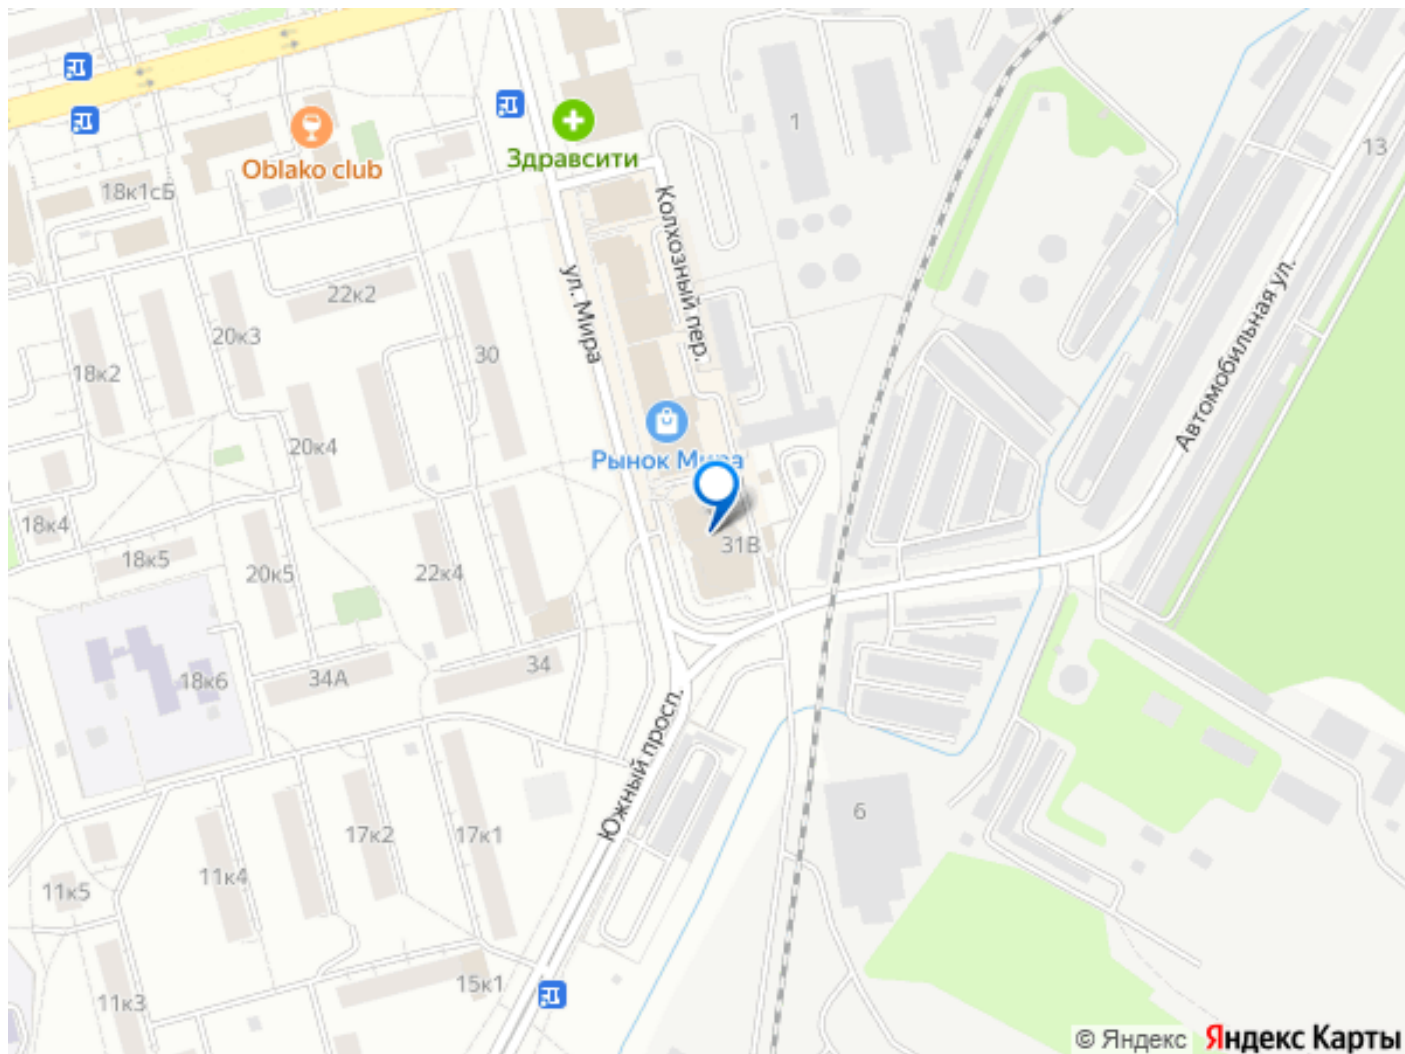 1
13
Здравсити
Oblako club
18к1сБ
Колхозный пер.
ул. Мира
Автомобильная ул.
22к2
20к3
30
18к2
20к4
Рынок Мира
18к4
31В
18к5
20к5
22к4
34
34А
18к6
Южный просп.
6
17к2
17к1
11к4
11к5
15к1
11к3
© Яндекс Яндекс Карты